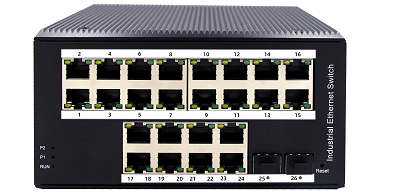 2 4 6 8 10 12 14 16
1 3 5 7 9 11 13 15
17 18 19 20 21 22 23 24 25 26
P2
P1
RUN
Reset
Industrial Ethernet Switch